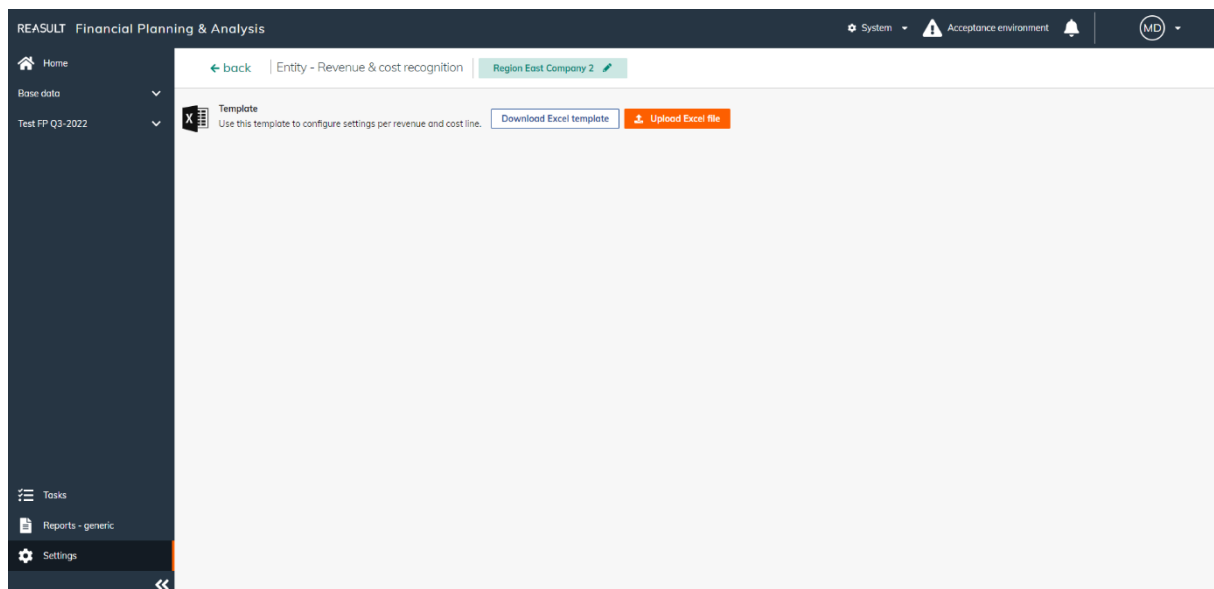 REASULT Financial Planning & Analysis
System
Acceptance environment
MD
Home
Base data
Test FP Q3-2022
Tasks
Reports - generic
Settings
back
Entity - Revenue & cost recognition
Region East Company 2
Template
Use this template to configure settings per revenue and cost line.
Download Excel template
Upload Excel file